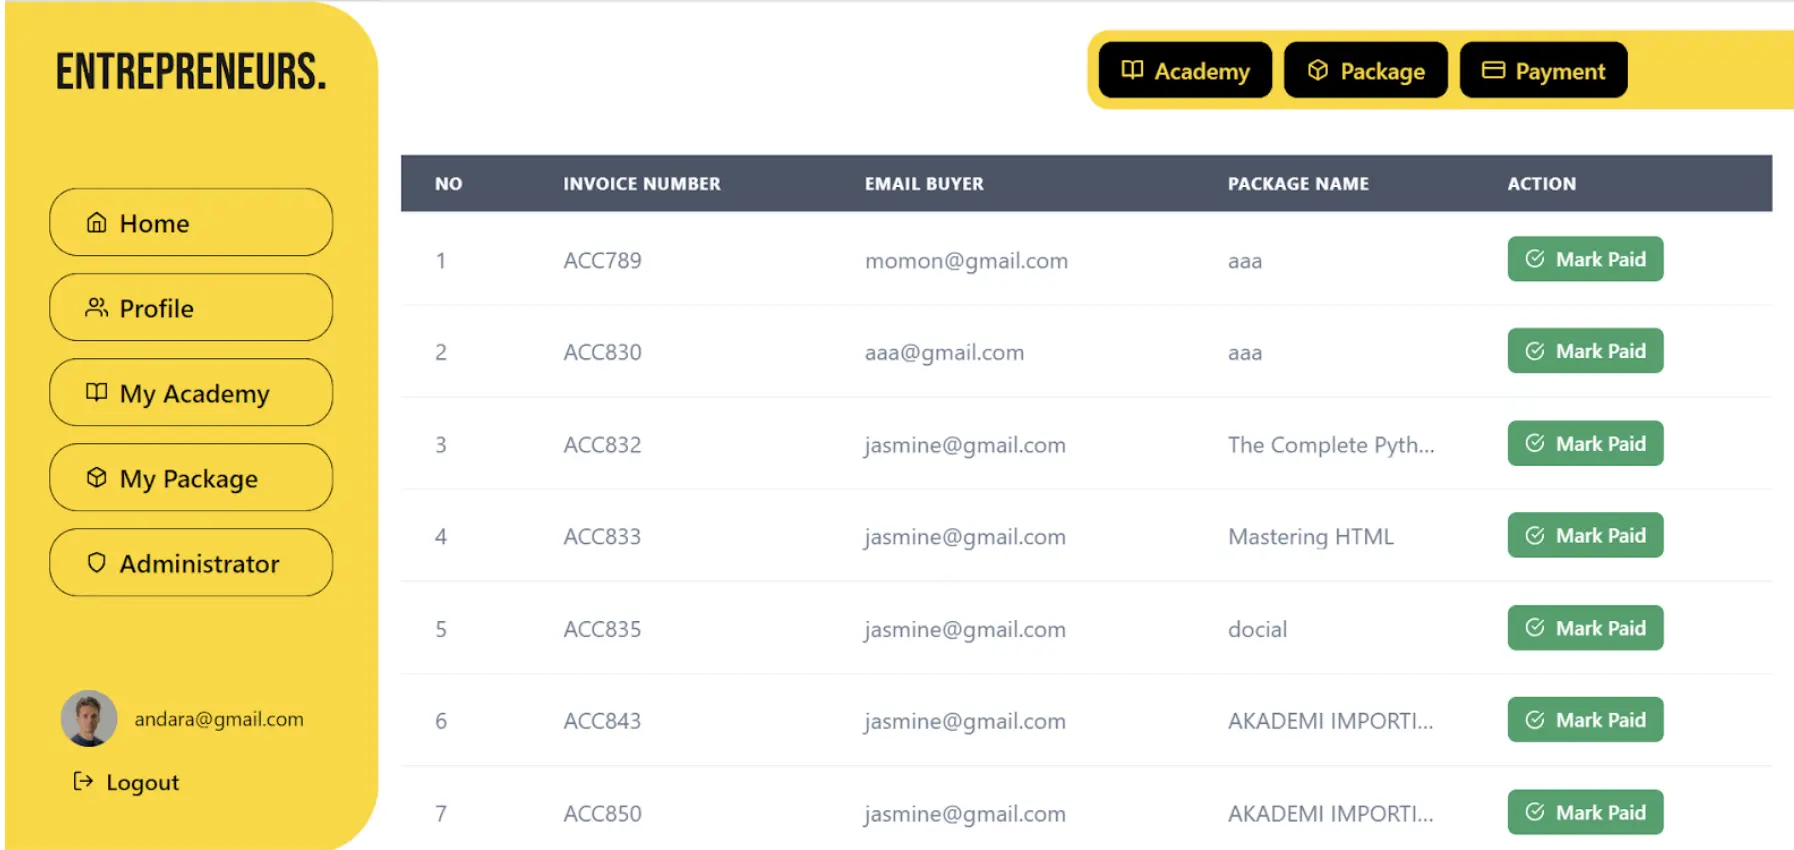 ENTREPRENEURS.
Home
Profile
My Academy
My Package
Administrator
andara@gmail.com
Logout
Academy Package Payment
NO INVOICE NUMBER EMAIL BUYER PACKAGE NAME ACTION
1 ACC789 momon@gmail.com aaa Mark Paid
2 ACC830 aaa@gmail.com aaa Mark Paid
3 ACC832 jasmine@gmail.com The Complete Pyth... Mark Paid
4 ACC833 jasmine@gmail.com Mastering HTML Mark Paid
5 ACC835 jasmine@gmail.com docial Mark Paid
6 ACC843 jasmine@gmail.com AKADEMI IMPORTI... Mark Paid
7 ACC850 jasmine@gmail.com AKADEMI IMPORTI... Mark Paid